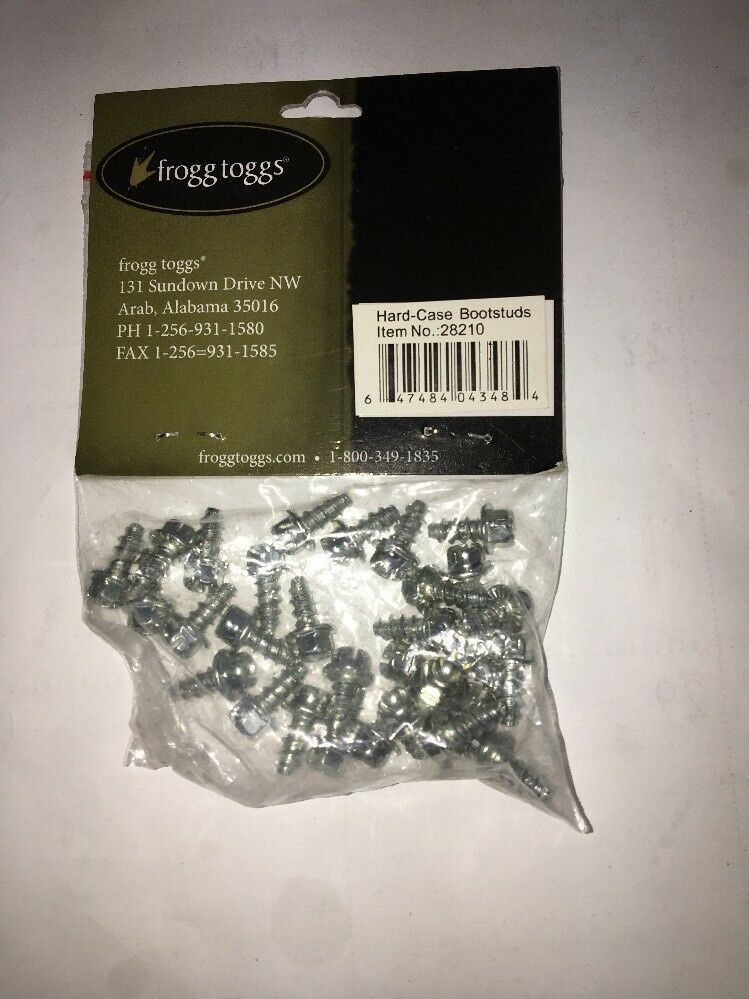 frogg toggs®
frogg toggs®
131 Sundown Drive NW
Arab, Alabama 35016
PH 1-256-931-1580
FAX 1-256=931-1585
Hard-Case Bootstuds
Item No.:28210
6 47484 04348 4
froggtoggs.com • 1-800-349-1835